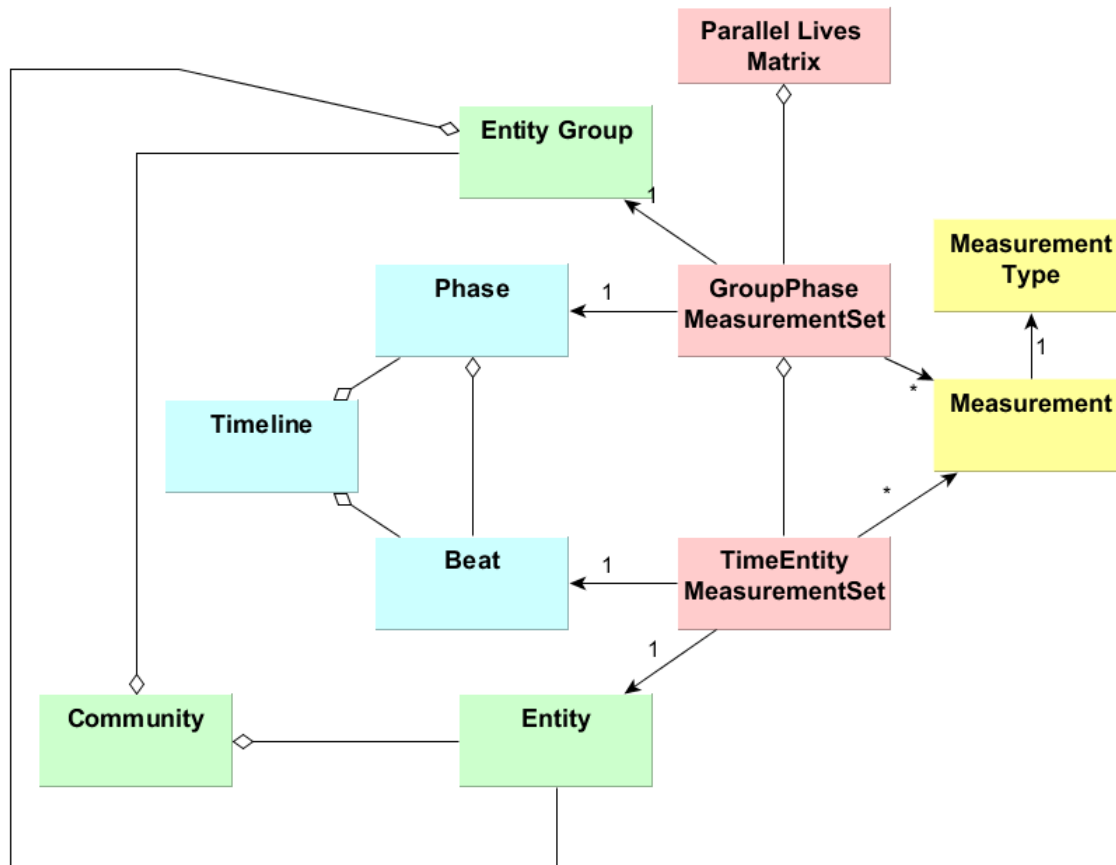 Parallel Lives
Matrix
Entity Group
1
Measurement
Type
Phase
1
GroupPhase
MeasurementSet
1
*
Measurement
Timeline
*
Beat
1
TimeEntity
MeasurementSet
1
Community
Entity